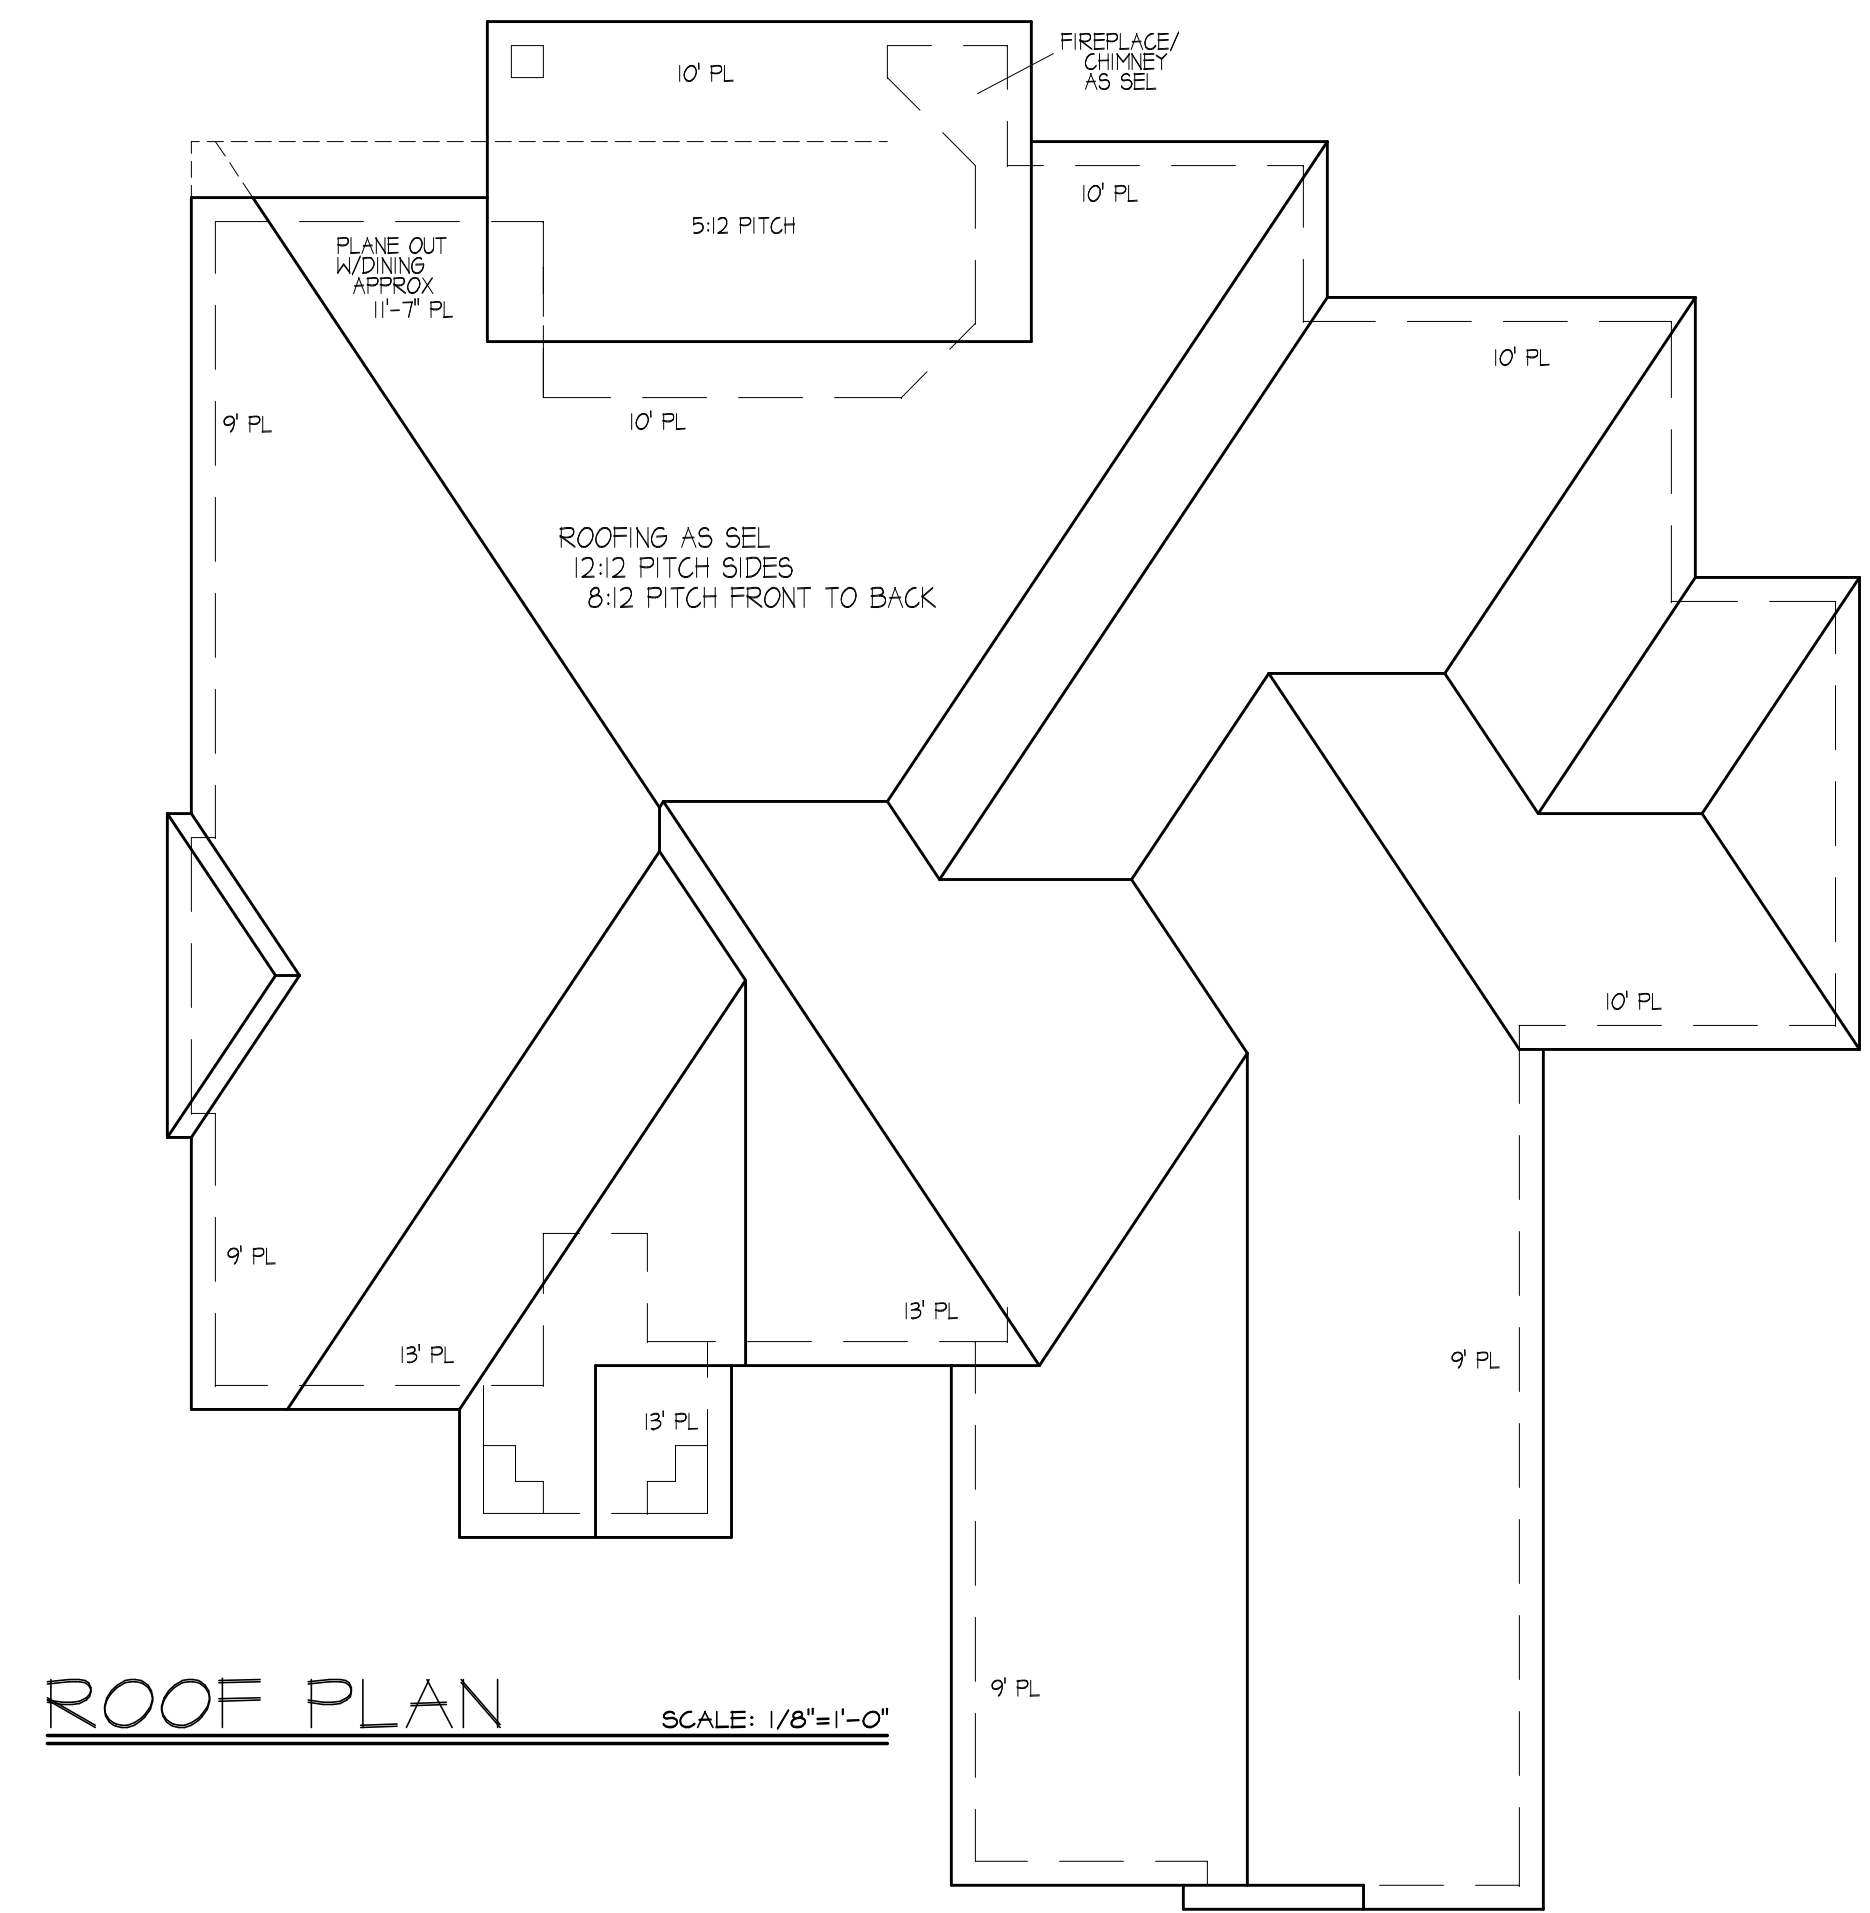 FIREPLACE/
CHIMNEY
AS SEL
10' PL
10' PL
5:12 PITCH
PLANE OUT
W/DINING
APPROX
11'-7" PL
10' PL
9' PL
10' PL
ROOFING AS SEL
12:12 PITCH SIDES
8:12 PITCH FRONT TO BACK
10' PL
9' PL
13' PL
13' PL
9' PL
13' PL
9' PL
ROOF PLAN
SCALE: 1/8"=1'-0"